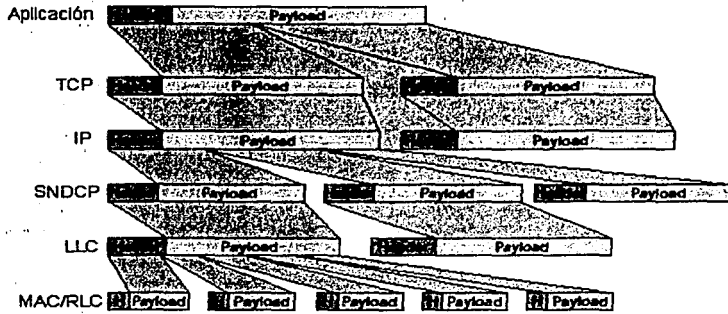 Aplicación Payload
TCP Payload Payload
IP Payload Payload
SNDCP Payload Payload Payload
LLC Payload Payload
MAC/RLC Payload Payload Payload Payload Payload